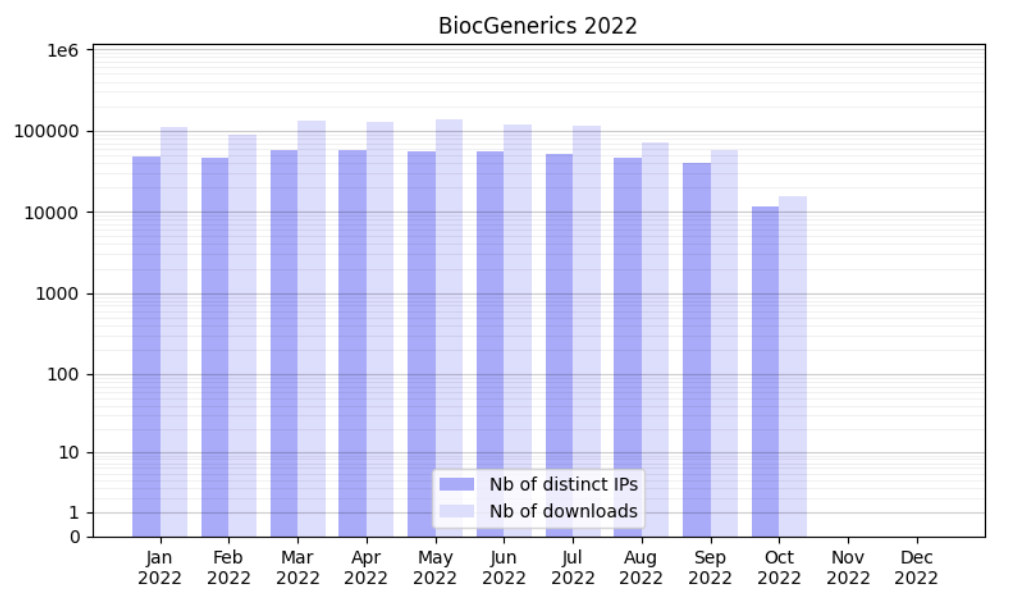 BiocGenerics 2022
1e6
100000
10000
1000
100
10
1
0
Nb of distinct IPs
Nb of downloads
Jan Feb Mar Apr May Jun Jul Aug Sep Oct Nov Dec
2022 2022 2022 2022 2022 2022 2022 2022 2022 2022 2022 2022